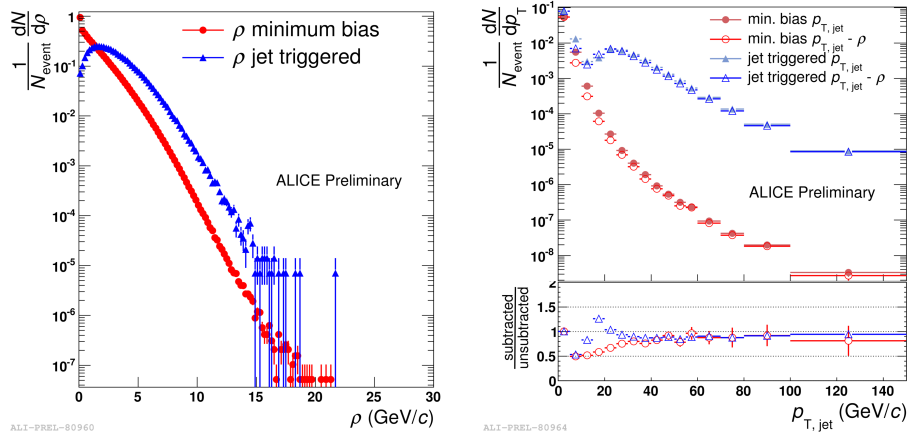 1/N_event dN/dρ
1
10^-1
10^-2
10^-3
10^-4
10^-5
10^-6
10^-7
ρ minimum bias
ρ jet triggered
ALICE Preliminary
0 5 10 15 20 25 30
ρ (GeV/c)
ALI-PREL-80960
1/N_event dN/dp_T
10^-1
10^-2
10^-3
10^-4
10^-5
10^-6
10^-7
10^-8
min. bias p_T, jet
min. bias p_T, jet - ρ
jet triggered p_T, jet
jet triggered p_T, jet - ρ
ALICE Preliminary
subtracted
unsubtracted
2
1.5
1
0.5
0
0 20 40 60 80 100 120 140
p_T, jet (GeV/c)
ALI-PREL-80964